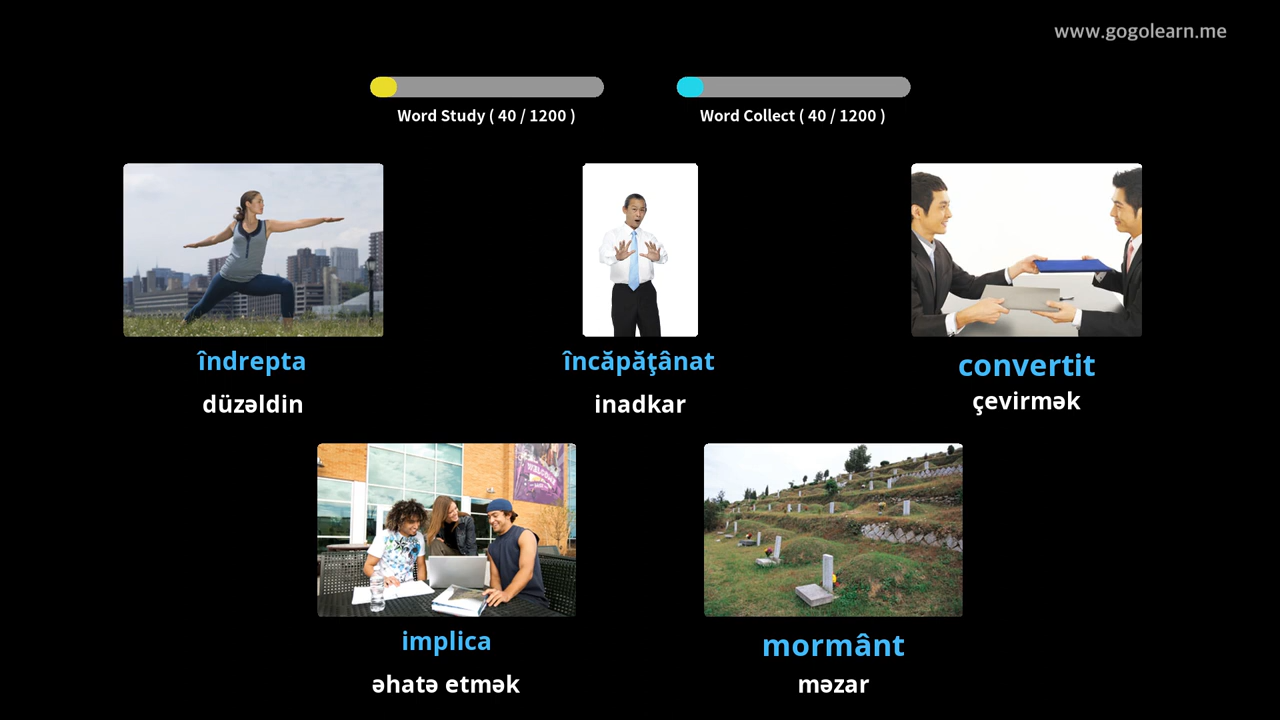 www.gogolearn.me
Word Study ( 40 / 1200 )
Word Collect ( 40 / 1200 )
îndrepta
düzəldin
încăpăţânat
inadkar
convertit
çevirmək
implica
əhatə etmək
mormânt
məzar